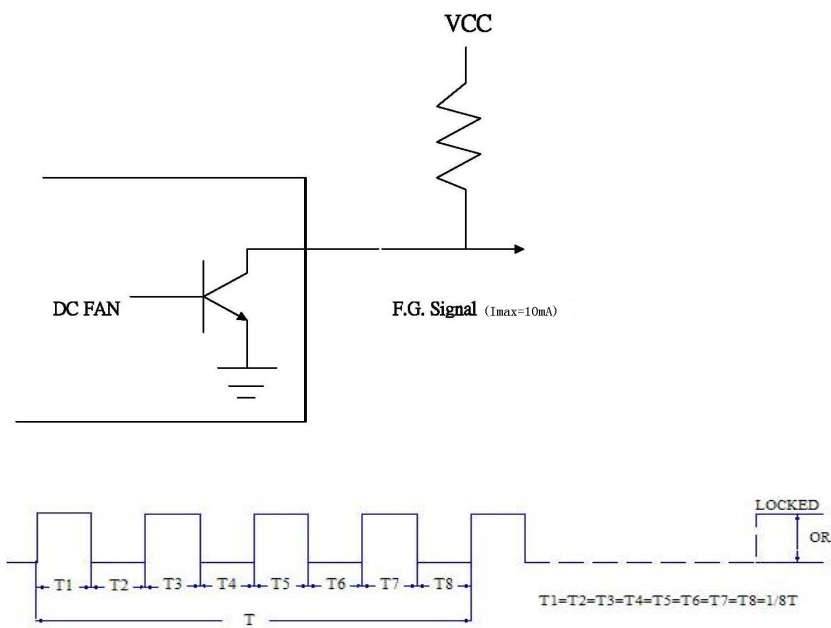 VCC
DC FAN
F.G. Signal (Imax=10mA)
LOCKED
OR
T1 T2 T3 T4 T5 T6 T7 T8
T1=T2=T3=T4=T5=T6=T7=T8=1/8T
T